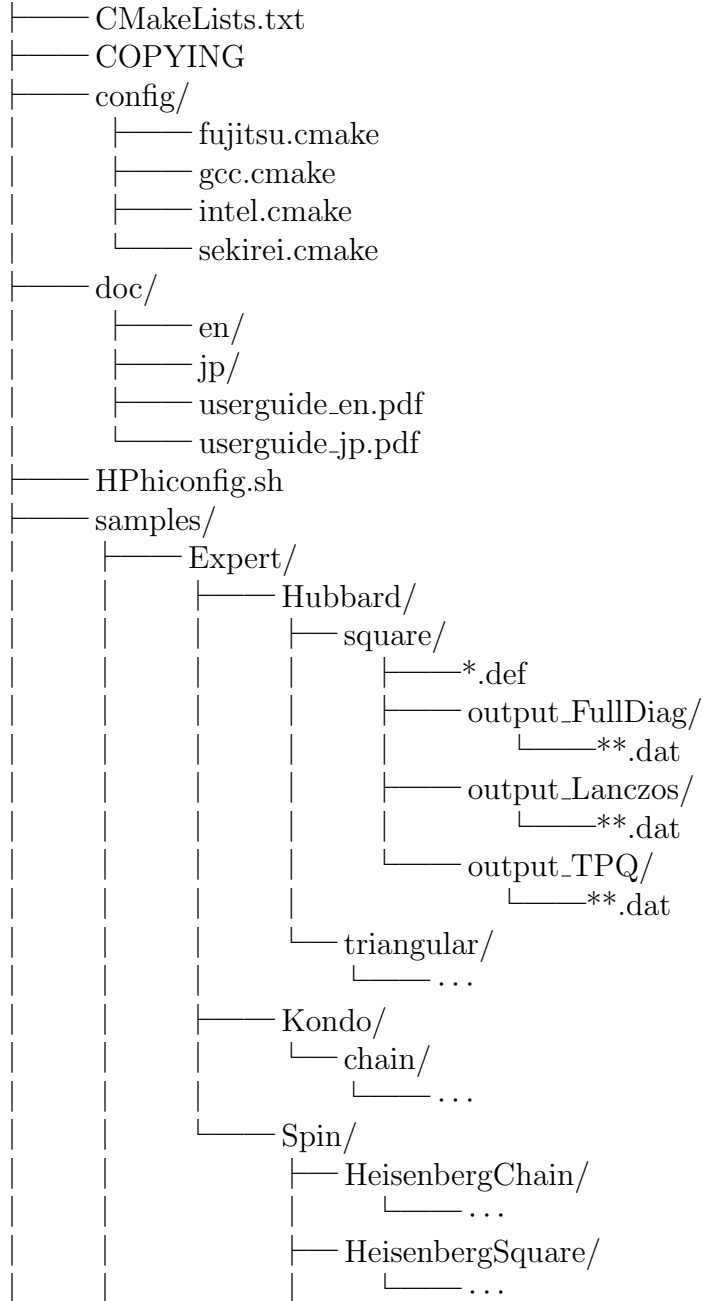 CMakeLists.txt
COPYING
config/
fujitsu.cmake
gcc.cmake
intel.cmake
sekirei.cmake
doc/
en/
jp/
userguide_en.pdf
userguide_jp.pdf
HPhiconfig.sh
samples/
Expert/
Hubbard/
square/
*.def
output_FullDiag/
**.dat
output_Lanczos/
**.dat
output_TPQ/
**.dat
triangular/
...
Kondo/
chain/
...
Spin/
HeisenbergChain/
...
HeisenbergSquare/
...